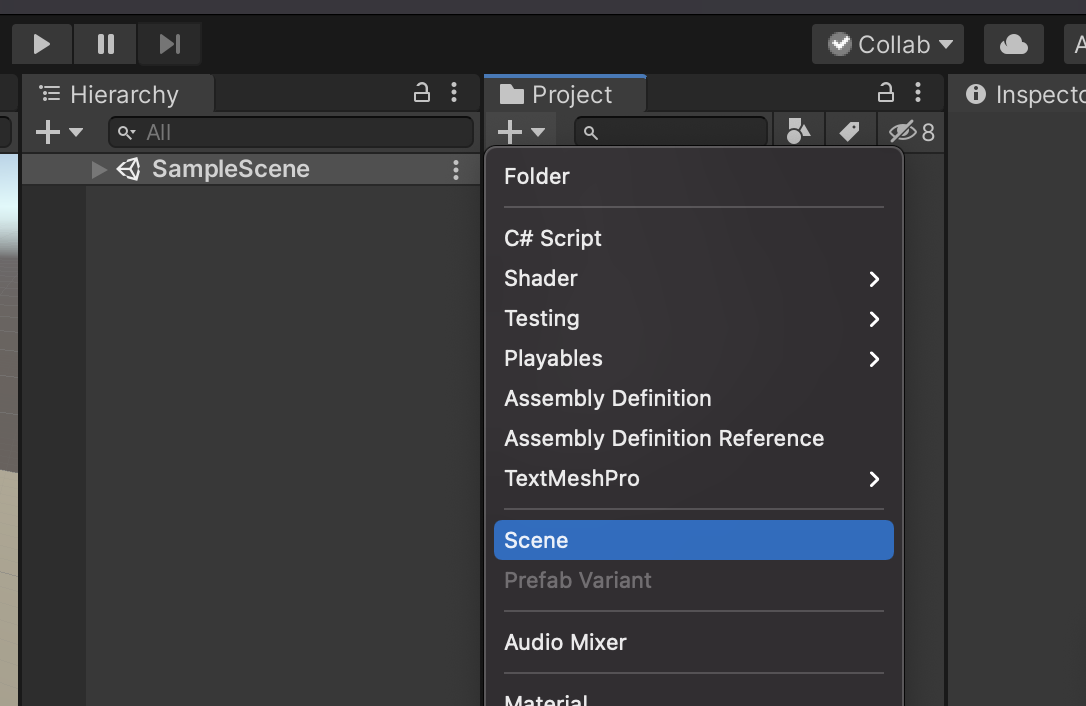 Collab
A
Hierarchy
Project
Inspecto
All
8
SampleScene
Folder
C# Script
Shader
Testing
Playables
Assembly Definition
Assembly Definition Reference
TextMeshPro
Scene
Prefab Variant
Audio Mixer
Material